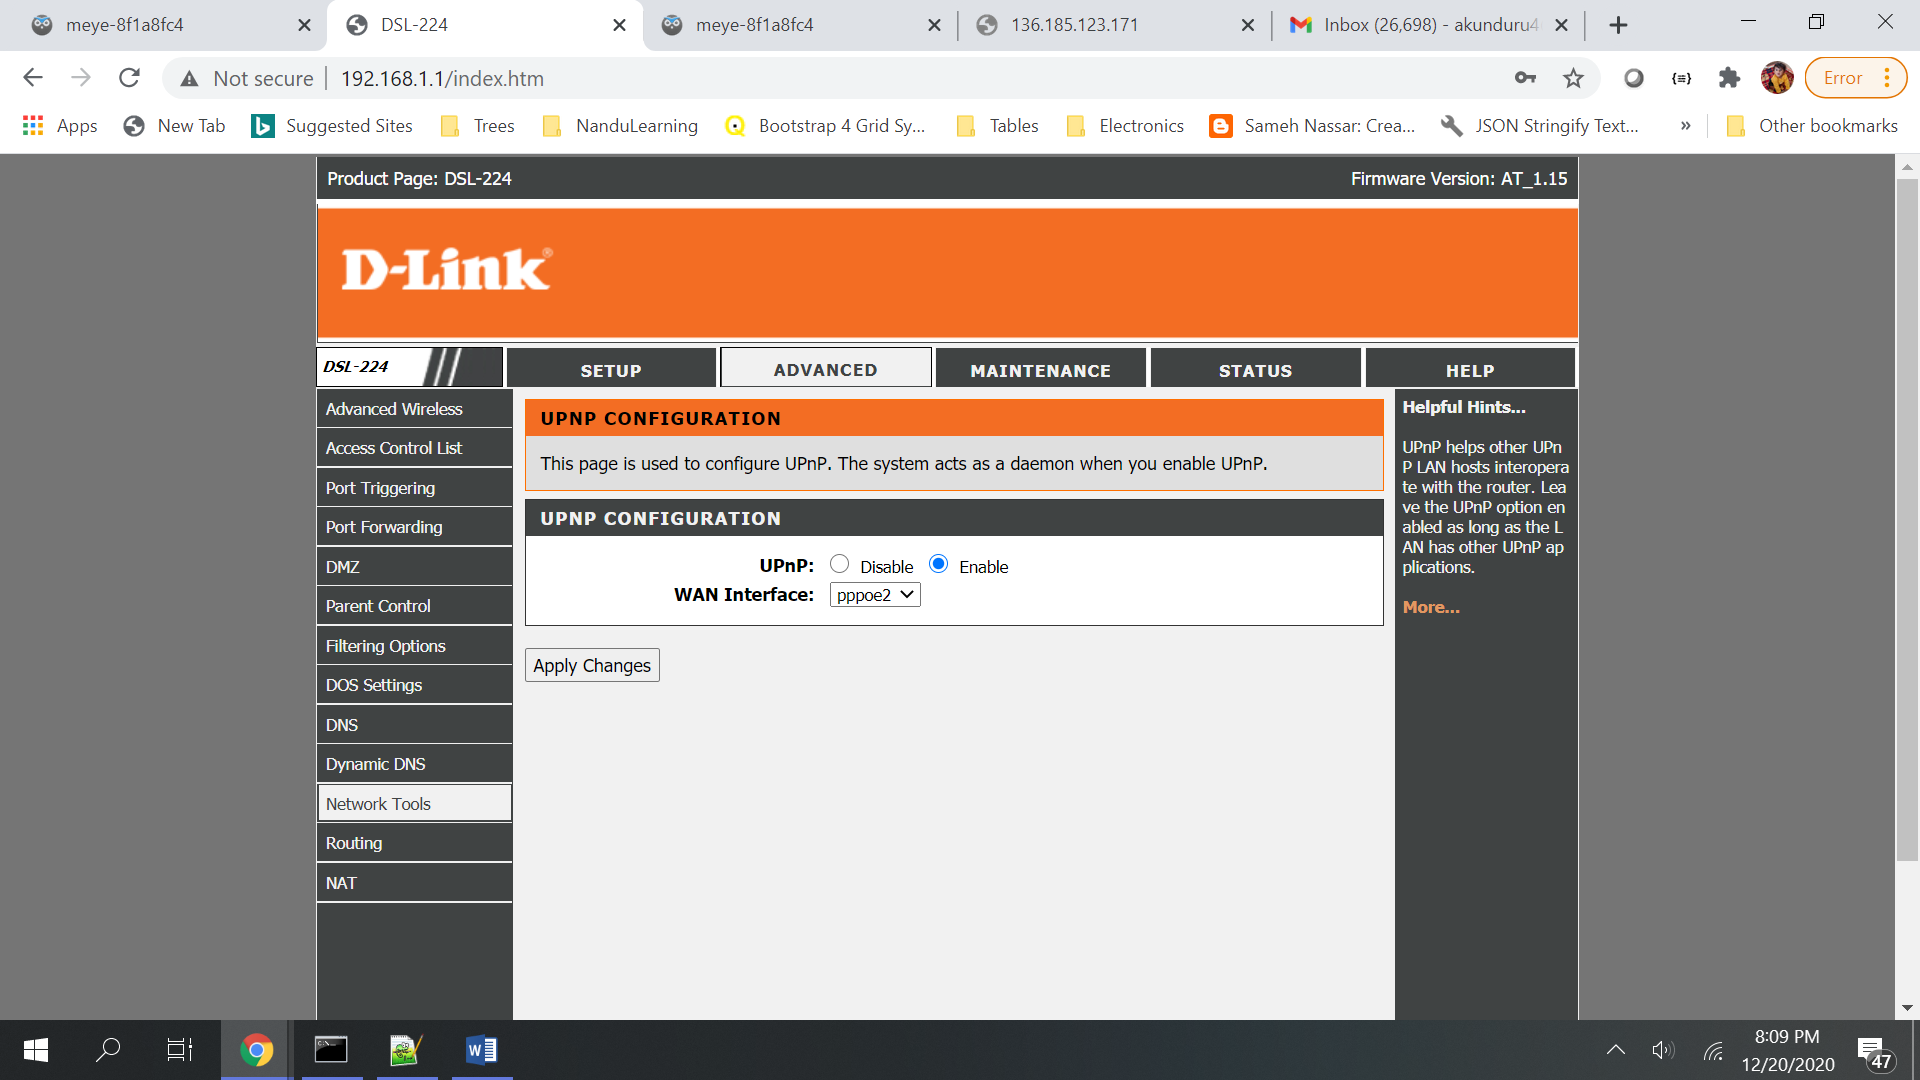 meye-8f1a8fc4
DSL-224
meye-8f1a8fc4
136.185.123.171
Inbox (26,698) - akunduru4
Not secure
192.168.1.1/index.htm
Error
Apps
New Tab
Suggested Sites
Trees
NanduLearning
Bootstrap 4 Grid Sy...
Tables
Electronics
Sameh Nassar: Crea...
JSON Stringify Text...
»
Other bookmarks
Product Page: DSL-224
Firmware Version: AT_1.15
D-Link®
DSL-224
SETUP
ADVANCED
MAINTENANCE
STATUS
HELP
Advanced Wireless
Access Control List
Port Triggering
Port Forwarding
DMZ
Parent Control
Filtering Options
DOS Settings
DNS
Dynamic DNS
Network Tools
Routing
NAT
UPNP CONFIGURATION
This page is used to configure UPnP. The system acts as a daemon when you enable UPnP.
UPNP CONFIGURATION
UPnP: Disable Enable
WAN Interface: pppoe2
Apply Changes
Helpful Hints...
UPnP helps other UPn
P LAN hosts interopera
te with the router. Lea
ve the UPnP option en
abled as long as the L
AN has other UPnP ap
plications.
More...
8:09 PM
12/20/2020
47